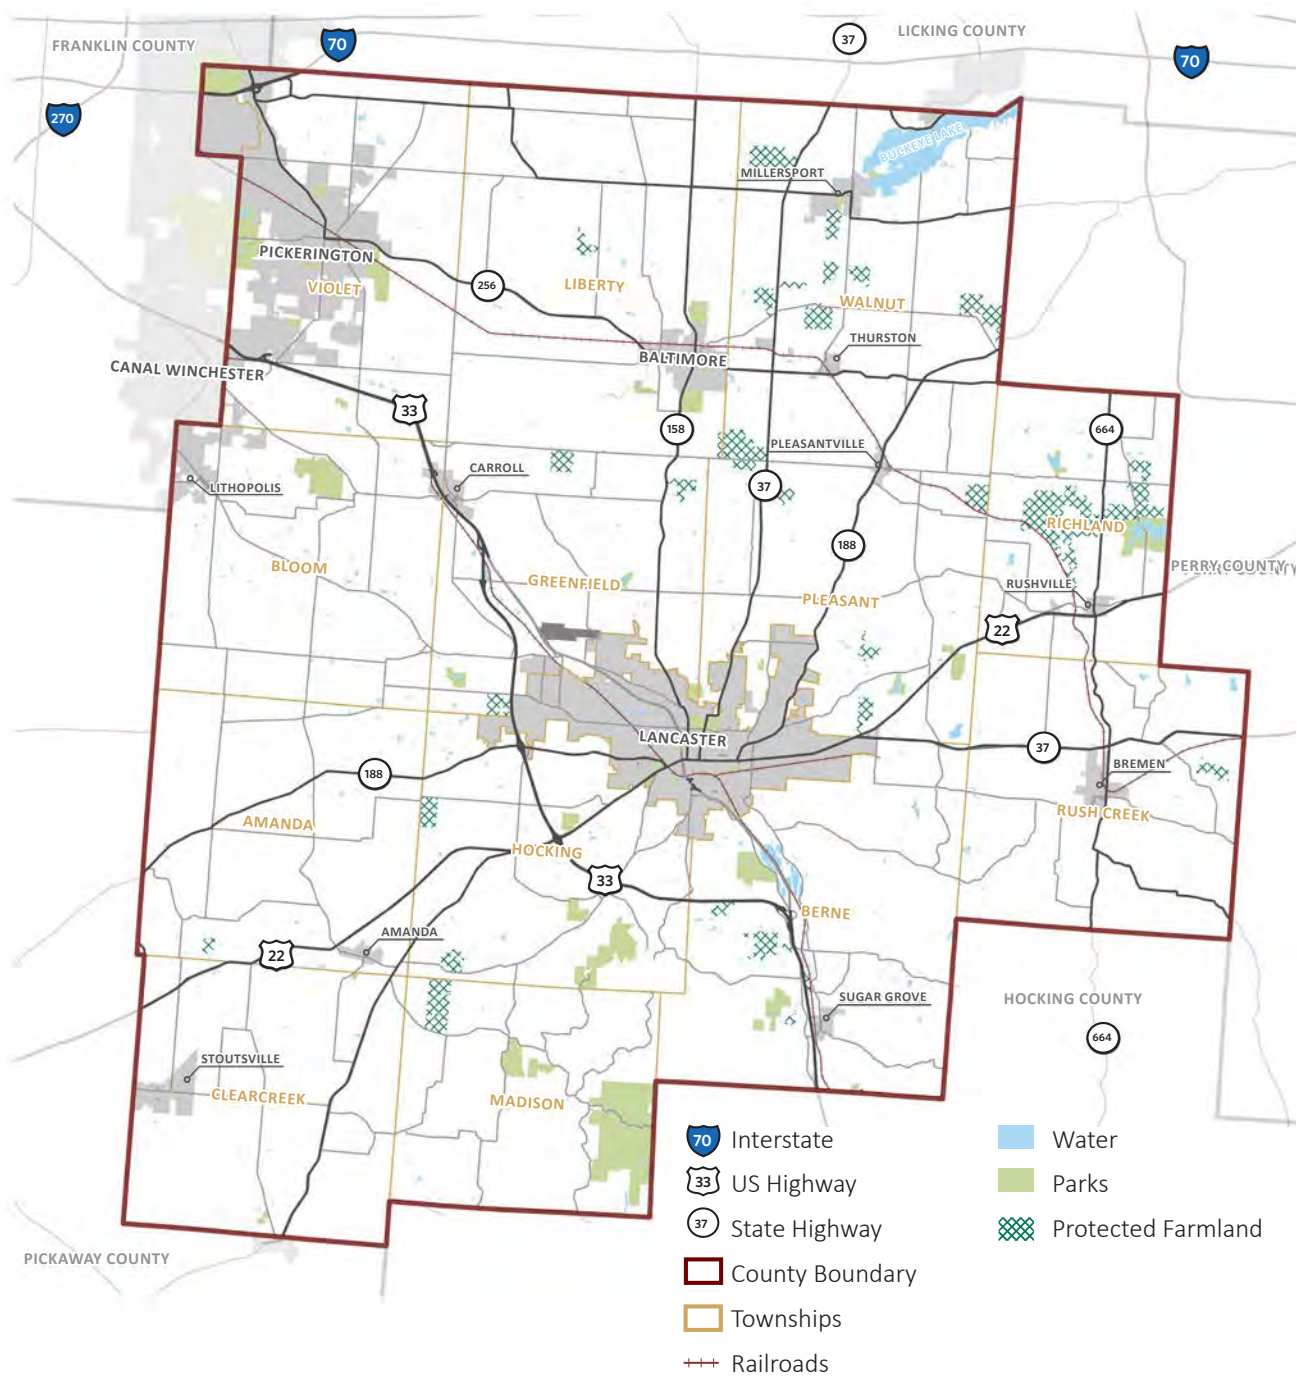 FRANKLIN COUNTY
70
37
LICKING COUNTY
70
270
BUCKEYE LAKE
MILLERSPORT
PICKERINGTON
VIOLET
256
LIBERTY
WALNUT
THURSTON
BALTIMORE
CANAL WINCHESTER
33
158
PLEASANTVILLE
664
CARROLL
LITHOPOLIS
37
RICHLAND
188
BLOOM
GREENFIELD
PLEASANT
PERRY COUNTY
RUSHVILLE
22
LANCASTER
37
188
BREMEN
AMANDA
RUSH CREEK
HOCKING
33
BERNE
AMANDA
22
SUGAR GROVE
HOCKING COUNTY
664
STOUTSVILLE
CLEARCREEK
MADISON
PICKAWAY COUNTY
70 Interstate
33 US Highway
37 State Highway
County Boundary
Townships
Railroads
Water
Parks
Protected Farmland